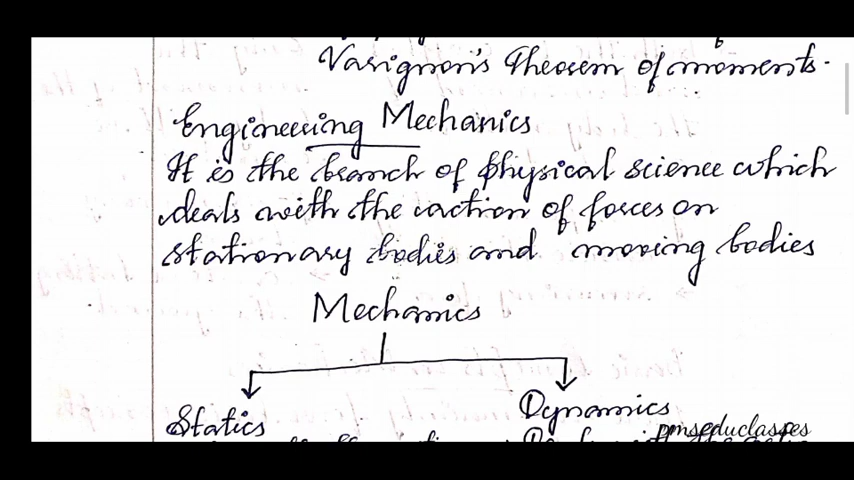 Varignon's Theorem of moments.
Engineering Mechanics
It is the branch of physical science which
deals with the action of forces on
stationary bodies and moving bodies
Mechanics
Statics Dynamics
pmseduclasses